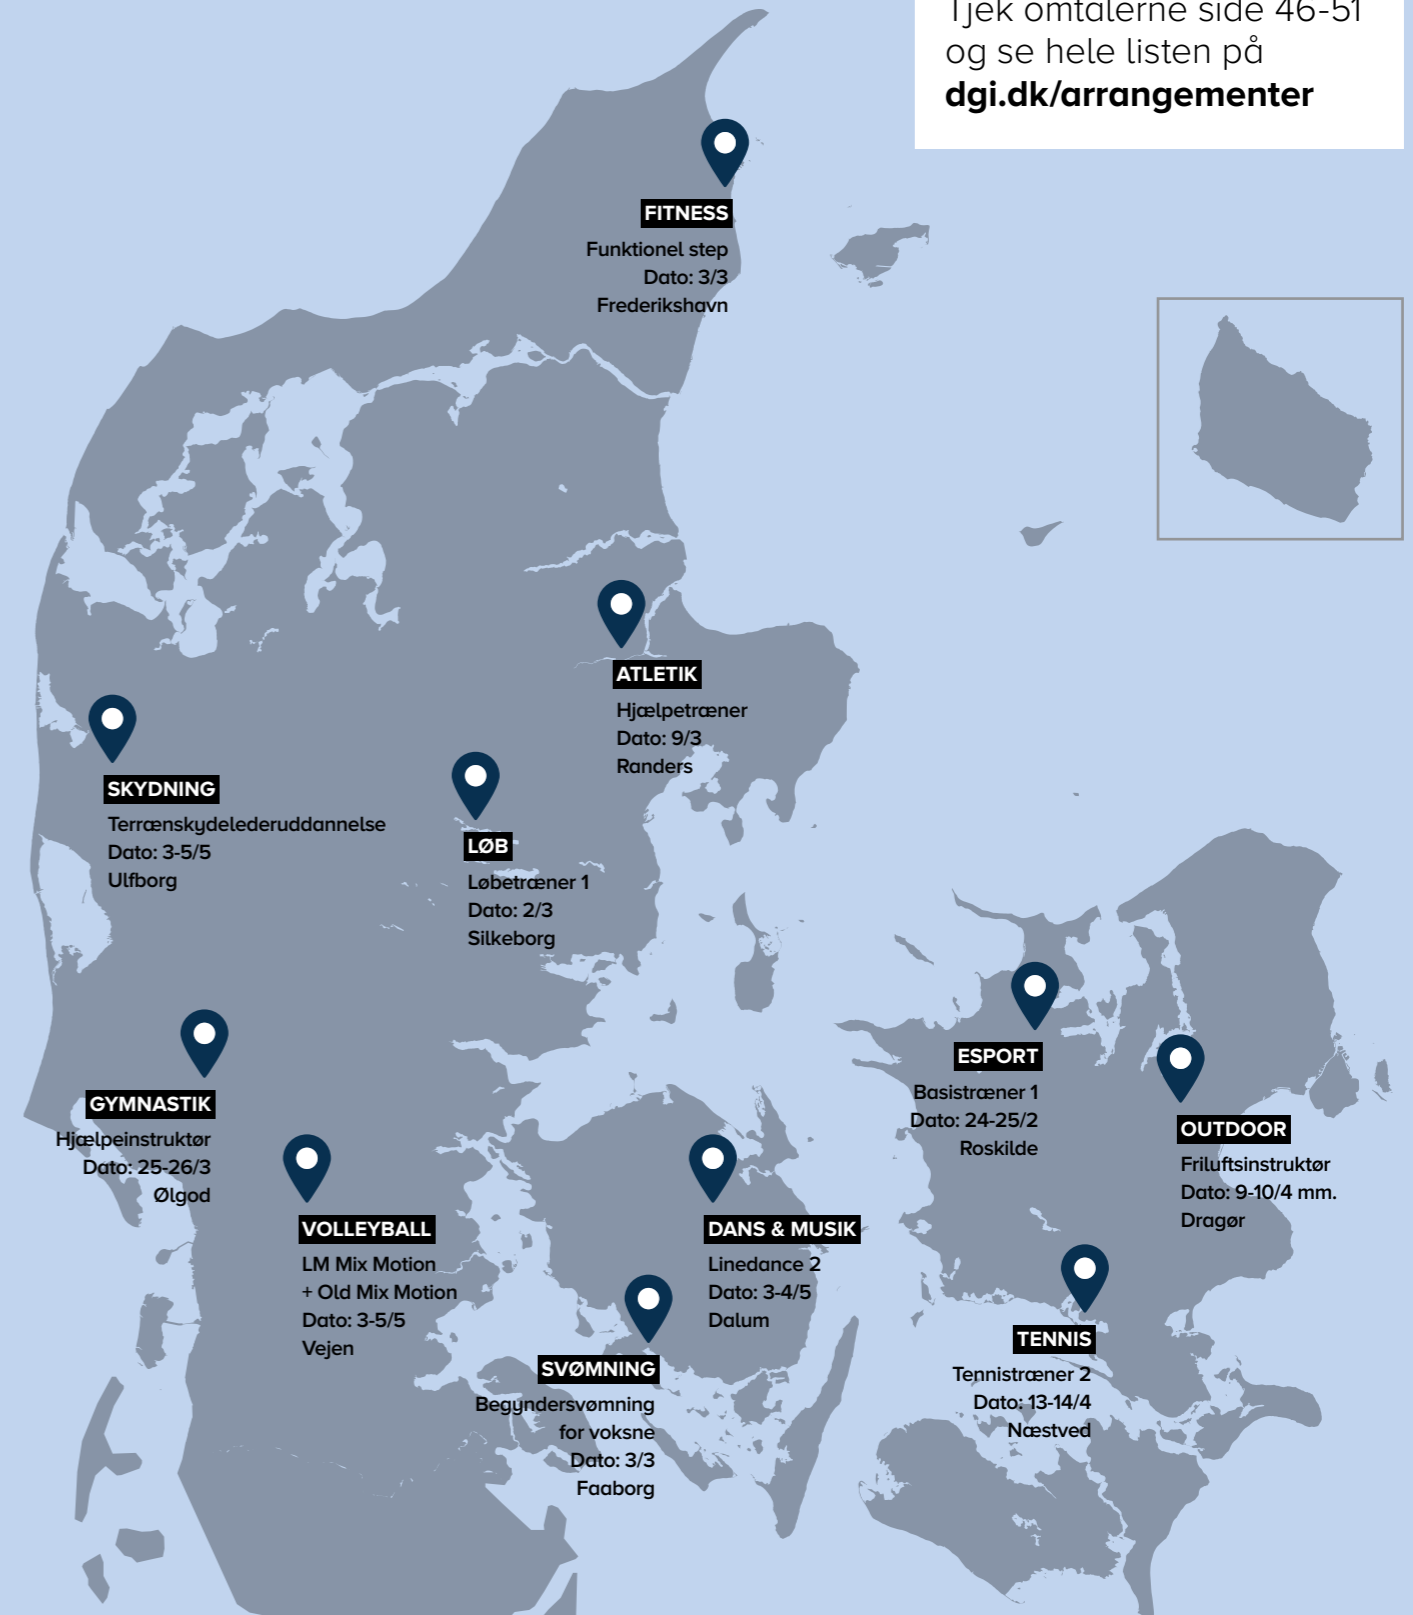 Tjek omtalerne side 46-51
og se hele listen på
dgi.dk/arrangementer
FITNESS
Funktionel step
Dato: 3/3
Frederikshavn
ATLETIK
Hjælpetræner
Dato: 9/3
Randers
SKYDNING
Terrænskydelederuddannelse
Dato: 3-5/5
Ulfborg
LØB
Løbetræner 1
Dato: 2/3
Silkeborg
ESPORT
Basistræner 1
Dato: 24-25/2
Roskilde
GYMNASTIK
Hjælpeinstruktør
Dato: 25-26/3
Ølgod
OUTDOOR
Friluftsinstruktør
Dato: 9-10/4 mm.
Dragør
VOLLEYBALL
LM Mix Motion
+ Old Mix Motion
Dato: 3-5/5
Vejen
DANS & MUSIK
Linedance 2
Dato: 3-4/5
Dalum
TENNIS
Tennistræner 2
Dato: 13-14/4
Næstved
SVØMNING
Begyndersvømning
for voksne
Dato: 3/3
Faaborg